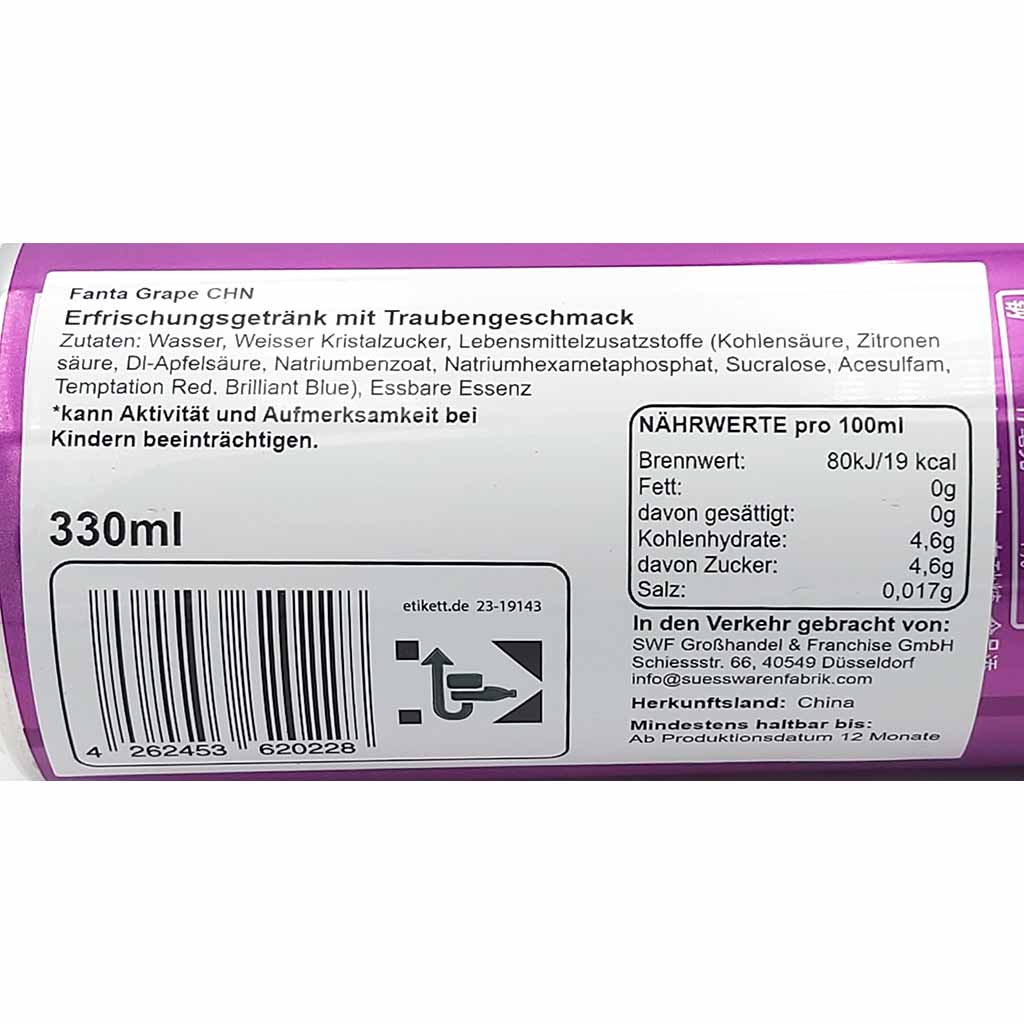 Fanta Grape CHN
Erfrischungsgetränk mit Traubengeschmack
Zutaten: Wasser, Weisser Kristalzucker, Lebensmittelzusatzstoffe (Kohlensäure, Zitronen
säure, Dl-Apfelsäure, Natriumbenzoat, Natriumhexametaphosphat, Sucralose, Acesulfam,
Temptation Red. Brilliant Blue), Essbare Essenz
*kann Aktivität und Aufmerksamkeit bei
Kindern beeinträchtigen.
330ml
etikett.de 23-19143
4 262453 620228
NÄHRWERTE pro 100ml
Brennwert: 80kJ/19 kcal
Fett: 0g
davon gesättigt: 0g
Kohlenhydrate: 4,6g
davon Zucker: 4,6g
Salz: 0,017g
In den Verkehr gebracht von:
SWF Großhandel & Franchise GmbH
Schiessstr. 66, 40549 Düsseldorf
info@suesswarenfabrik.com
Herkunftsland: China
Mindestens haltbar bis:
Ab Produktionsdatum 12 Monate